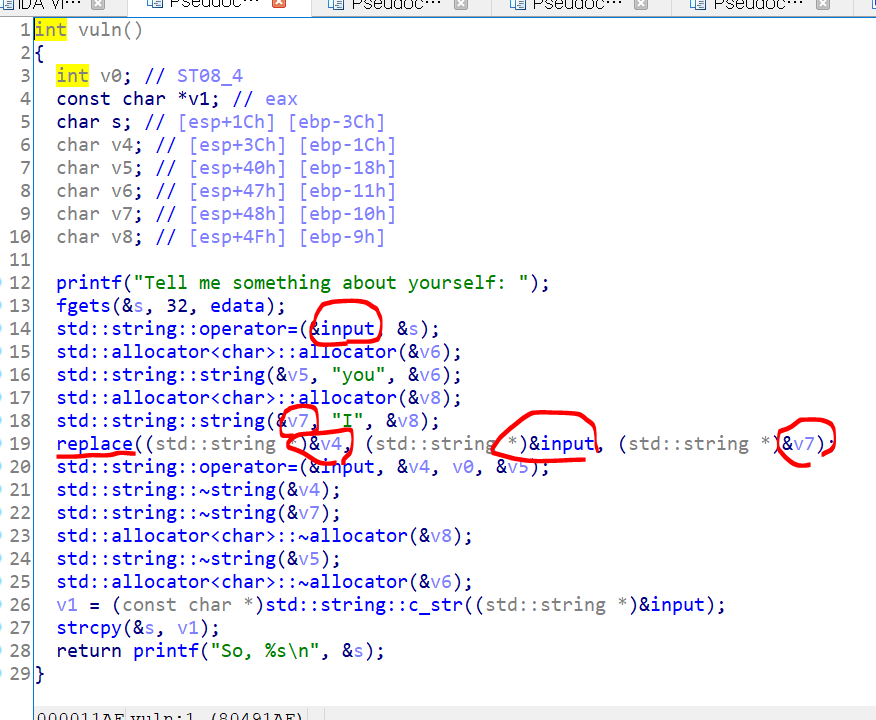 IDA Vi···
Pseudoc···
Pseudoc···
Pseudoc···
Pseudoc···
1 int vuln()
2 {
3 int v0; // ST08_4
4 const char *v1; // eax
5 char s; // [esp+1Ch] [ebp-3Ch]
6 char v4; // [esp+3Ch] [ebp-1Ch]
7 char v5; // [esp+40h] [ebp-18h]
8 char v6; // [esp+47h] [ebp-11h]
9 char v7; // [esp+48h] [ebp-10h]
10 char v8; // [esp+4Fh] [ebp-9h]
11
12 printf("Tell me something about yourself: ");
13 fgets(&s, 32, edata);
14 std::string::operator=(&input, &s);
15 std::allocator<char>::allocator(&v6);
16 std::string::string(&v5, "you", &v6);
17 std::allocator<char>::allocator(&v8);
18 std::string::string(&v7, "I", &v8);
19 replace((std::string *)&v4, (std::string *)&input, (std::string *)&v7);
20 std::string::operator=(&input, &v4, v0, &v5);
21 std::string::~string(&v4);
22 std::string::~string(&v7);
23 std::allocator<char>::~allocator(&v8);
24 std::string::~string(&v5);
25 std::allocator<char>::~allocator(&v6);
26 v1 = (const char *)std::string::c_str((std::string *)&input);
27 strcpy(&s, v1);
28 return printf("So, %s\n", &s);
29 }
000011AF vuln:1 (80491AF)